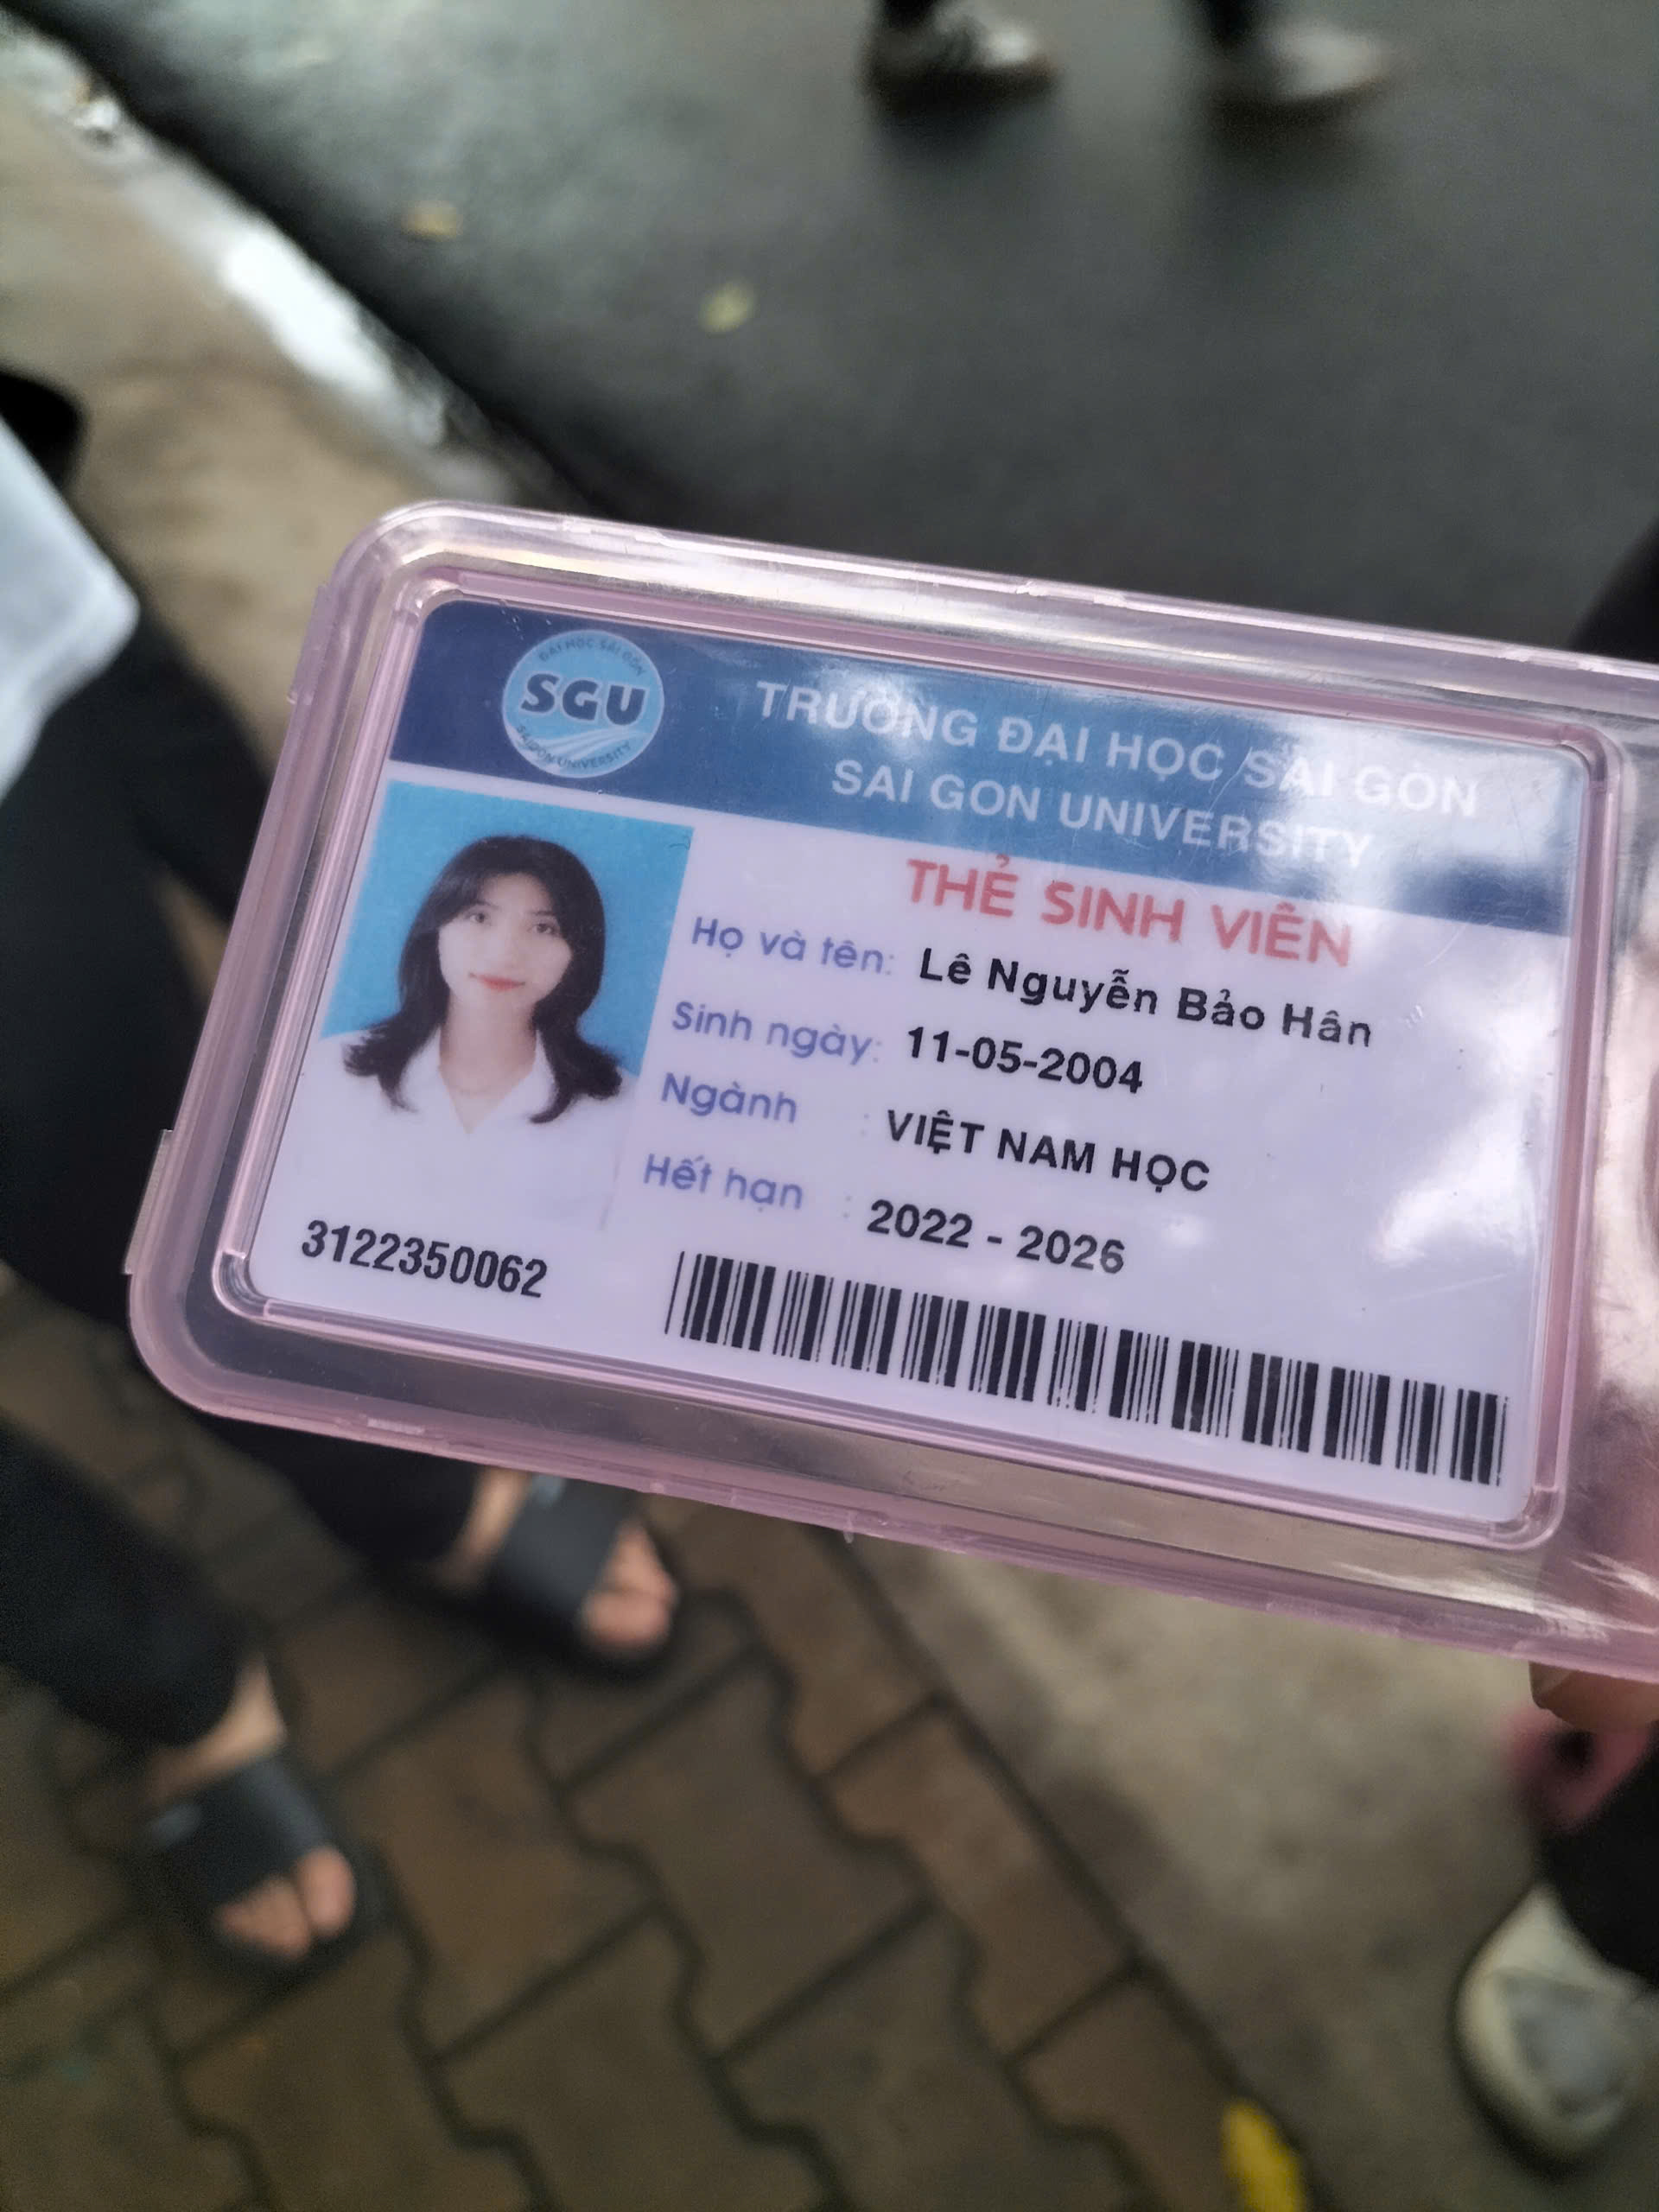 ĐẠI HỌC SÀI GÒN
SGU
SAIGON UNIVERSITY
TRƯỜNG ĐẠI HỌC SÀI GÒN
SAI GON UNIVERSITY
THẺ SINH VIÊN
Họ và tên: Lê Nguyễn Bảo Hân
Sinh ngày: 11-05-2004
Ngành : VIỆT NAM HỌC
Hết hạn : 2022 - 2026
3122350062